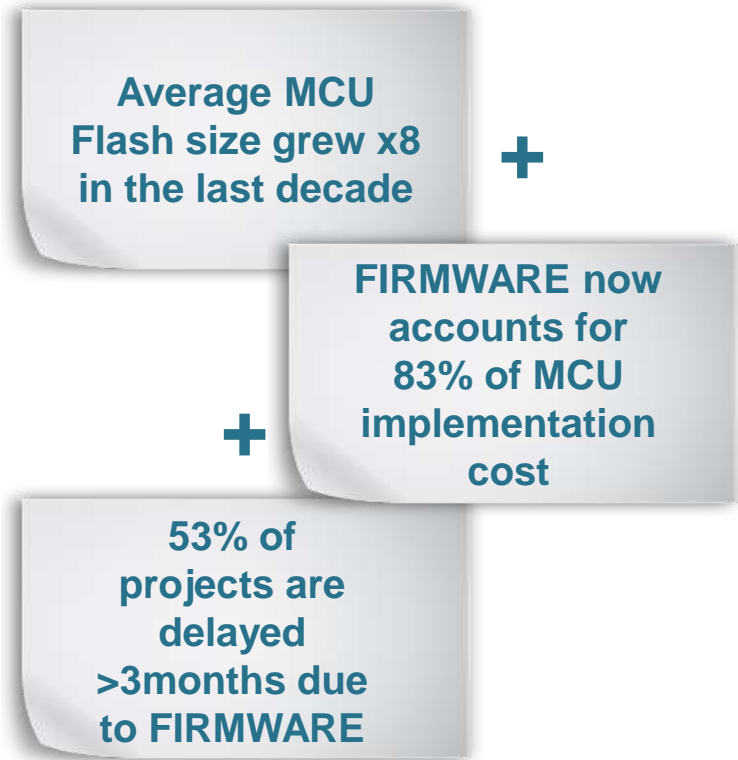 Average MCU
Flash size grew x8
in the last decade
+
FIRMWARE now
accounts for
83% of MCU
implementation
cost
+
53% of
projects are
delayed
>3months due
to FIRMWARE